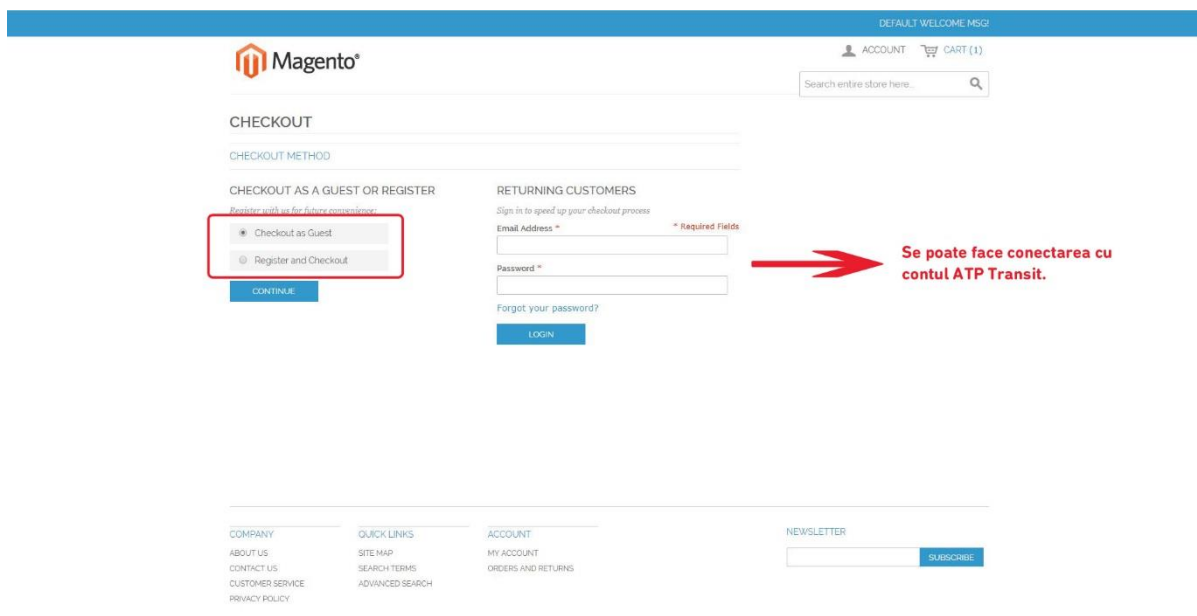 DEFAULT WELCOME MSG!
Magento®
ACCOUNT
CART (1)
Search entire store here...
CHECKOUT
CHECKOUT METHOD
CHECKOUT AS A GUEST OR REGISTER
Register with us for future convenience:
Checkout as Guest
Register and Checkout
CONTINUE
RETURNING CUSTOMERS
Sign in to speed up your checkout process
Email Address *
* Required Fields
Password *
Forgot your password?
LOGIN
Se poate face conectarea cu
contul ATP Transit.
COMPANY
ABOUT US
CONTACT US
CUSTOMER SERVICE
PRIVACY POLICY
QUICK LINKS
SITE MAP
SEARCH TERMS
ADVANCED SEARCH
ACCOUNT
MY ACCOUNT
ORDERS AND RETURNS
NEWSLETTER
SUBSCRIBE